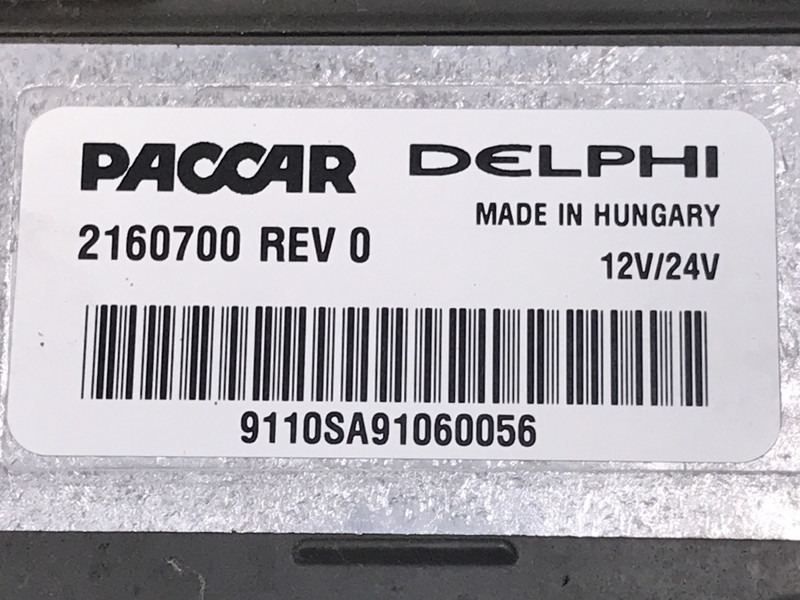 PACCAR DELPHI
2160700 REV 0
MADE IN HUNGARY
12V/24V
9110SA91060056